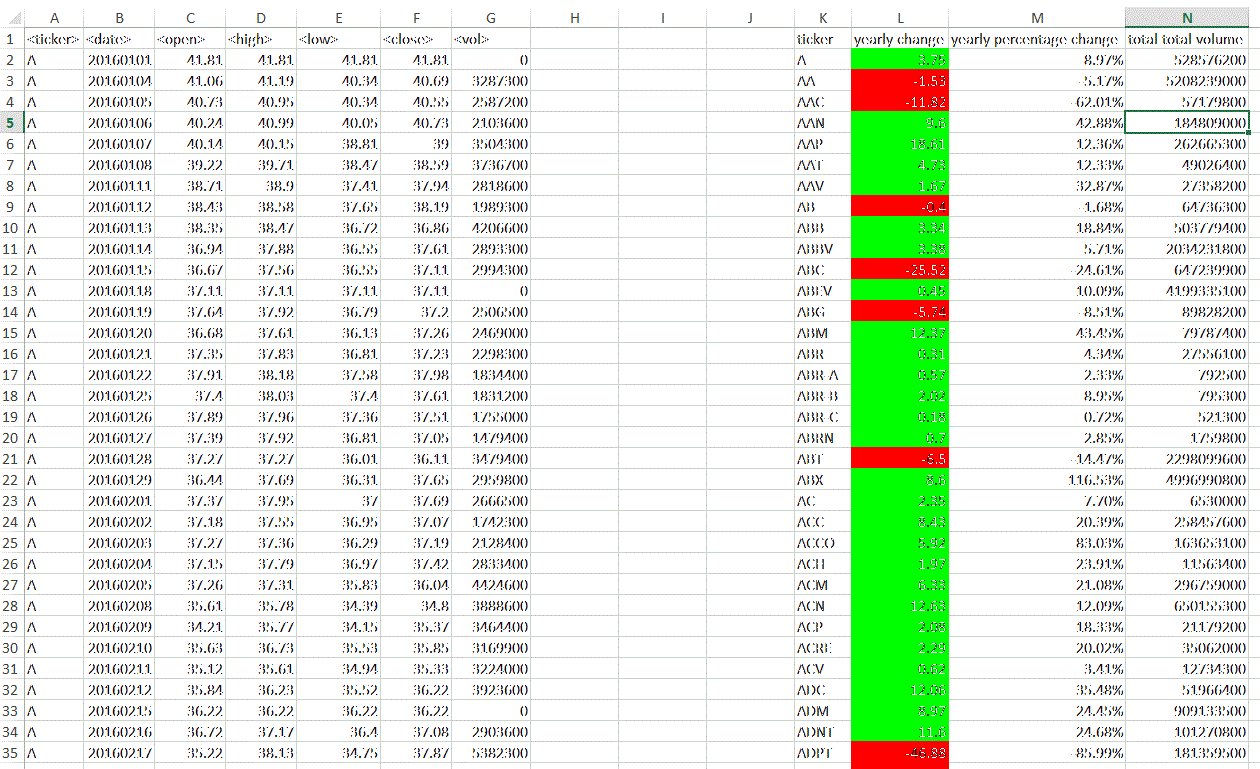 A B C D E F G H I J K L M N
1 <ticker> <date> <open> <high> <low> <close> <vol> ticker yearly change yearly percentage change total total volume
2 A 20160101 41.81 41.81 41.81 41.81 0 A 3.75 8.97% 528576200
3 A 20160104 41.06 41.19 40.34 40.69 3287300 AA -1.55 -5.17% 5208239000
4 A 20160105 40.73 40.95 40.34 40.55 2587200 AAC -11.82 -62.01% 57179800
5 A 20160106 40.24 40.99 40.05 40.73 2103600 AAN 9.6 42.88% 184809000
6 A 20160107 40.14 40.15 38.81 39 3504300 AAP 18.61 12.36% 262665300
7 A 20160108 39.22 39.71 38.47 38.59 3736700 AAT 4.73 12.33% 49026400
8 A 20160111 38.71 38.9 37.41 37.94 2818600 AAV 1.67 32.87% 27358200
9 A 20160112 38.43 38.58 37.65 38.19 1989300 AB -0.4 -1.68% 64736300
10 A 20160113 38.35 38.47 36.72 36.86 4206600 ABB 3.34 18.84% 503779400
11 A 20160114 36.94 37.88 36.55 37.61 2893300 ABBV 3.38 5.71% 2034231800
12 A 20160115 36.67 37.56 36.55 37.11 2994300 ABC -25.52 -24.61% 647239900
13 A 20160118 37.11 37.11 37.11 37.11 0 ABEV 0.45 10.09% 4199335100
14 A 20160119 37.64 37.92 36.79 37.2 2506500 ABG -5.74 -8.51% 89828200
15 A 20160120 36.68 37.61 36.13 37.26 2469000 ABM 12.37 43.45% 79787400
16 A 20160121 37.35 37.83 36.81 37.23 2298300 ABR 0.31 4.34% 27556100
17 A 20160122 37.91 38.18 37.58 37.98 1834400 ABR-A 0.57 2.33% 792500
18 A 20160125 37.4 38.03 37.4 37.61 1831200 ABR-B 2.02 8.95% 795300
19 A 20160126 37.89 37.96 37.36 37.51 1755000 ABR-C 0.18 0.72% 521300
20 A 20160127 37.39 37.92 36.81 37.05 1479400 ABRN 0.7 2.85% 1759800
21 A 20160128 37.27 37.27 36.01 36.11 3479400 ABT -6.5 -14.47% 2298099600
22 A 20160129 36.44 37.69 36.31 37.65 2959800 ABX 8.6 116.53% 4996990800
23 A 20160201 37.37 37.95 37 37.69 2666500 AC 2.35 7.70% 6530000
24 A 20160202 37.18 37.55 36.95 37.07 1742300 ACC 8.43 20.39% 258457600
25 A 20160203 37.27 37.36 36.29 37.19 2128400 ACCO 5.92 83.03% 163653100
26 A 20160204 37.15 37.79 36.97 37.42 2833400 ACH 1.97 23.91% 11563400
27 A 20160205 37.26 37.31 35.83 36.04 4424600 ACM 6.33 21.08% 296759000
28 A 20160208 35.61 35.78 34.39 34.8 3888600 ACN 12.63 12.09% 650155300
29 A 20160209 34.21 35.77 34.15 35.37 3464400 ACP 2.08 18.33% 21179200
30 A 20160210 35.63 36.73 35.53 35.85 3169900 ACRE 2.29 20.02% 35062000
31 A 20160211 35.12 35.61 34.94 35.33 3224000 ACV 0.62 3.41% 12734300
32 A 20160212 35.84 36.23 35.52 36.22 3923600 ADC 12.06 35.48% 51966400
33 A 20160215 36.22 36.22 36.22 36.22 0 ADM 8.97 24.45% 909133500
34 A 20160216 36.72 37.17 36.4 37.08 2903600 ADNT 11.6 24.68% 101270800
35 A 20160217 35.22 38.13 34.75 37.87 5382300 ADPT -46.88 -85.99% 181359500